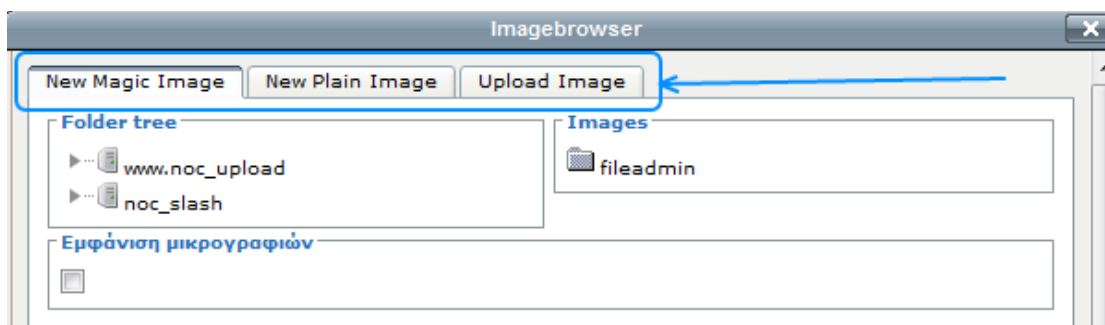 Imagebrowser
New Magic Image New Plain Image Upload Image
Folder tree
www.noc_upload
noc_slash
Images
fileadmin
Εμφάνιση μικρογραφιών